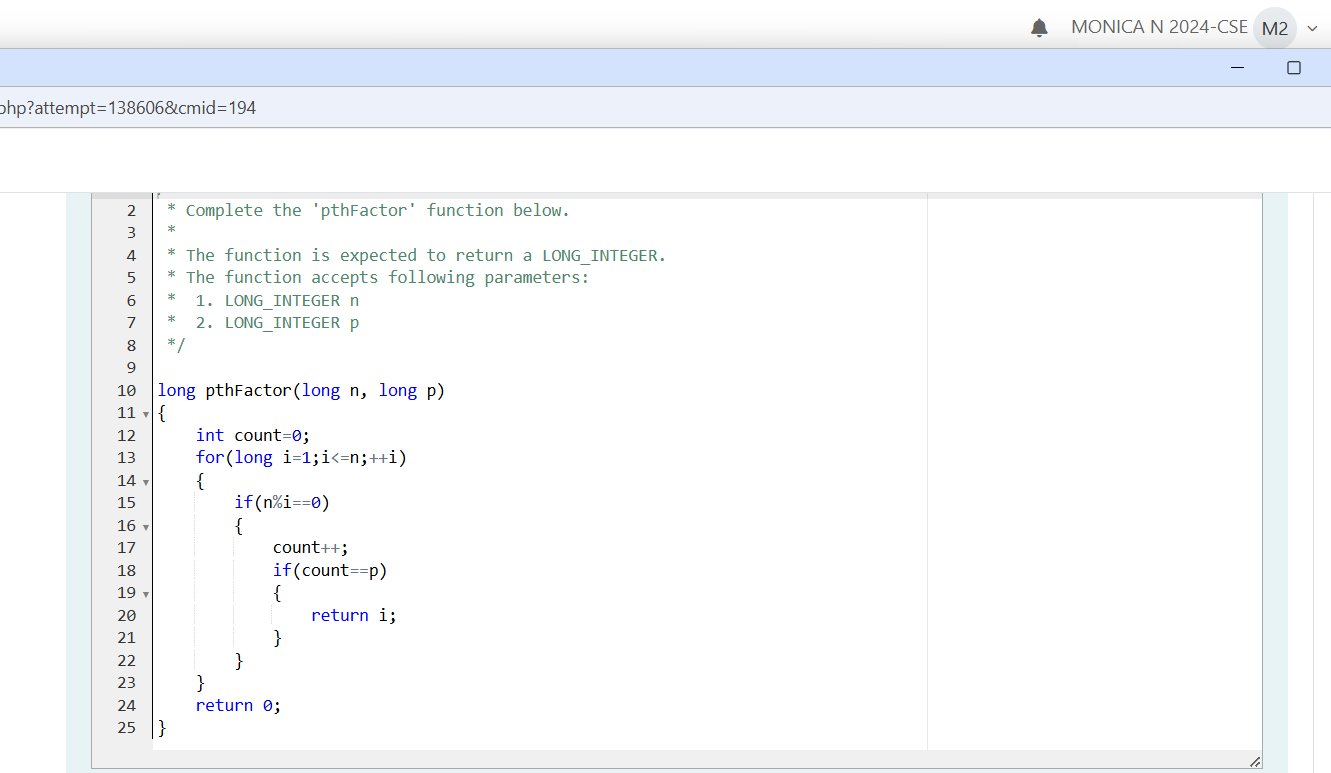 MONICA N 2024-CSE M2
php?attempt=138606&cmid=194
2 * Complete the 'pthFactor' function below.
3 *
4 * The function is expected to return a LONG_INTEGER.
5 * The function accepts following parameters:
6 *  1. LONG_INTEGER n
7 *  2. LONG_INTEGER p
8 */
9
10 long pthFactor(long n, long p)
11 {
12     int count=0;
13     for(long i=1;i<=n;++i)
14     {
15         if(n%i==0)
16         {
17             count++;
18             if(count==p)
19             {
20                 return i;
21             }
22         }
23     }
24     return 0;
25 }